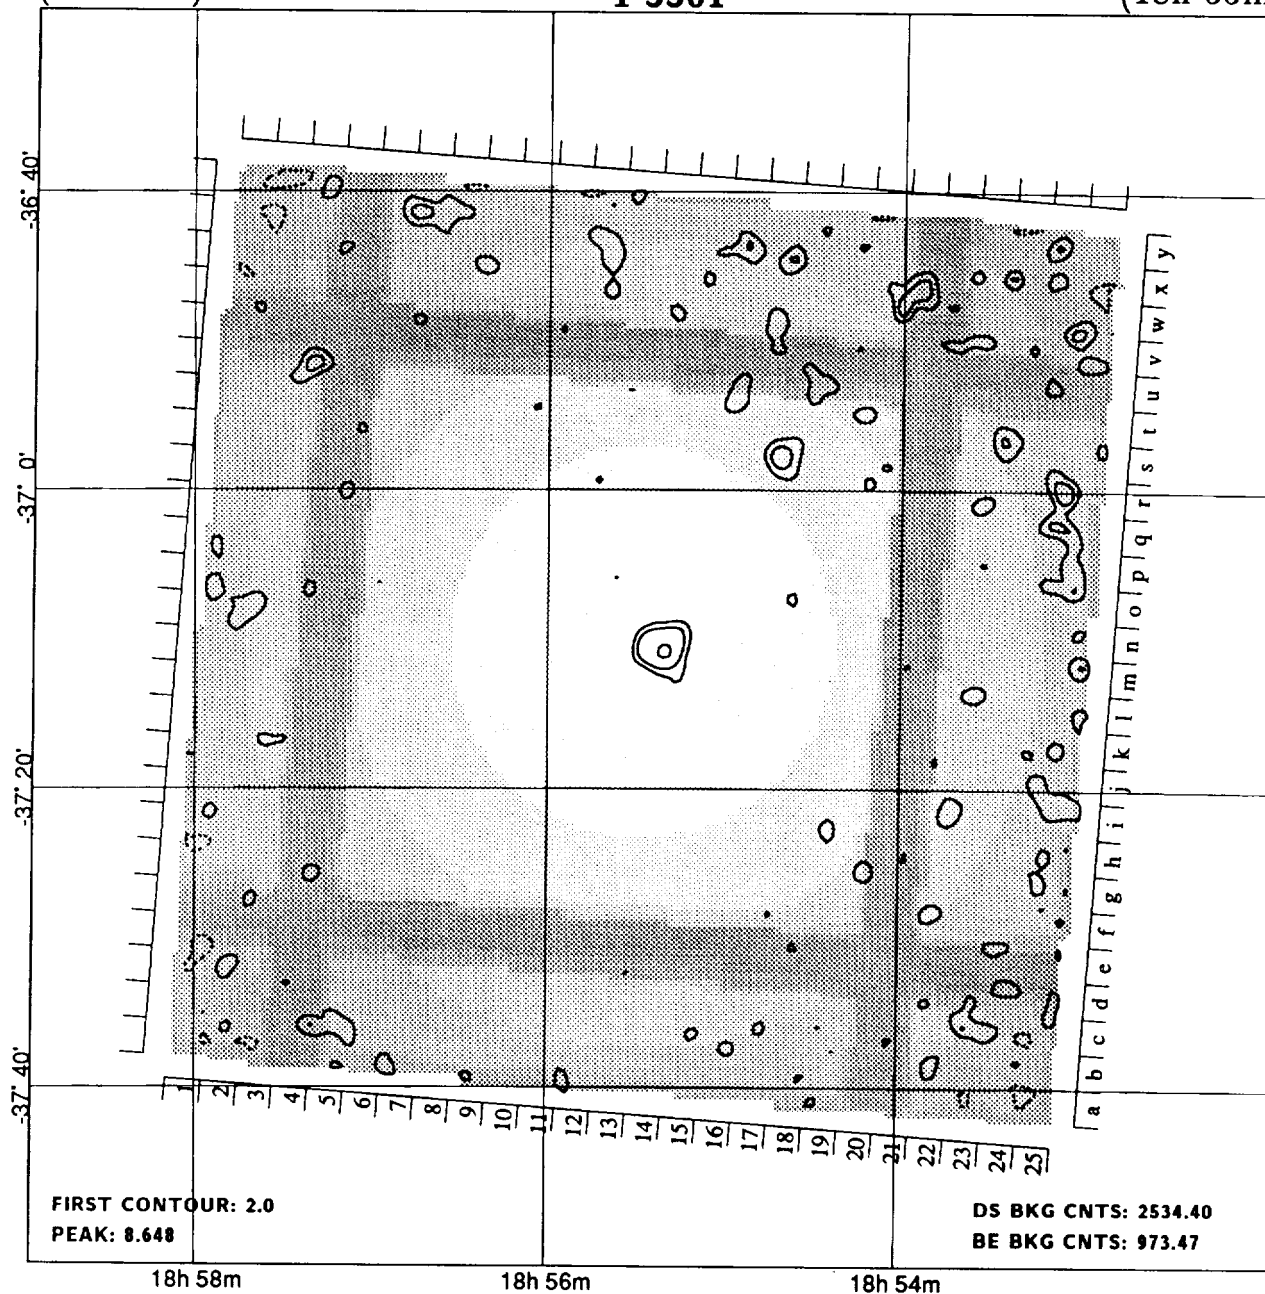 -36° 40'
-37° 0'
-37° 20'
-37° 40'
y
x
w
v
u
t
s
r
q
p
o
n
m
l
k
j
i
h
g
f
e
d
c
b
a
1 2 3 4 5 6 7 8 9 10 11 12 13 14 15 16 17 18 19 20 21 22 23 24 25
FIRST CONTOUR: 2.0
PEAK: 8.648
DS BKG CNTS: 2534.40
BE BKG CNTS: 973.47
18h 58m 18h 56m 18h 54m